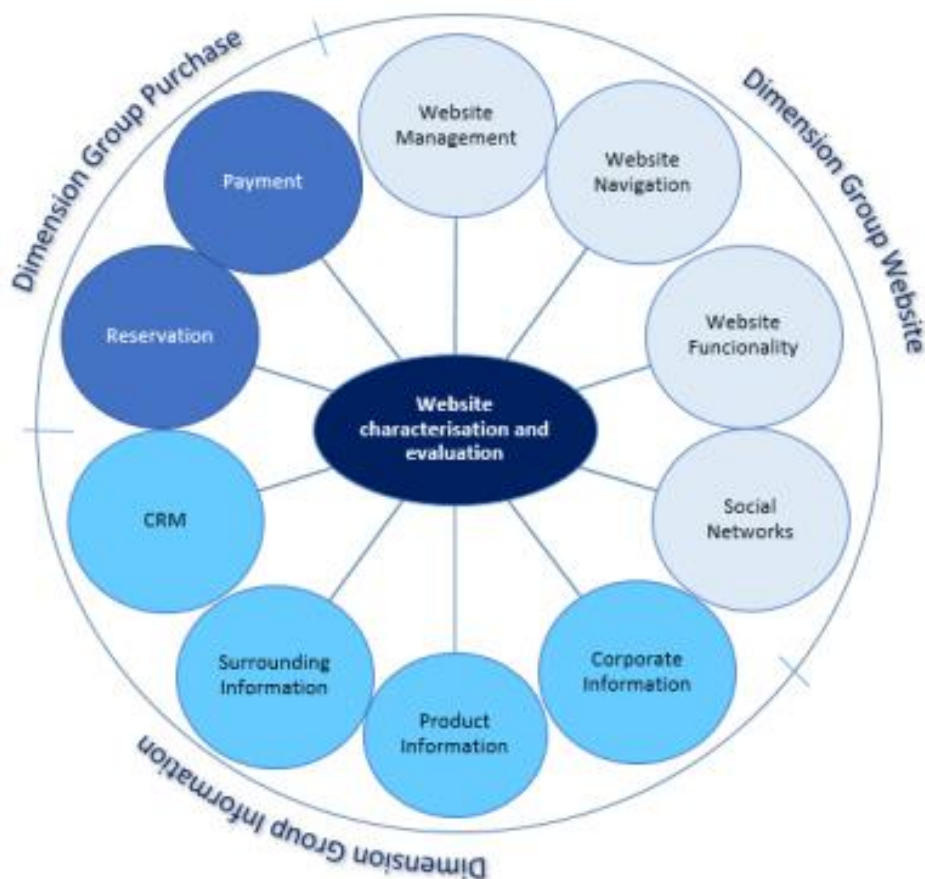 Dimension Group Purchase
Dimension Group Website
Dimension Group Information
Website
Management
Website
Navigation
Website
Funcionality
Social
Networks
Corporate
Information
Product
Information
Surrounding
Information
CRM
Reservation
Payment
Website
characterisation and
evaluation